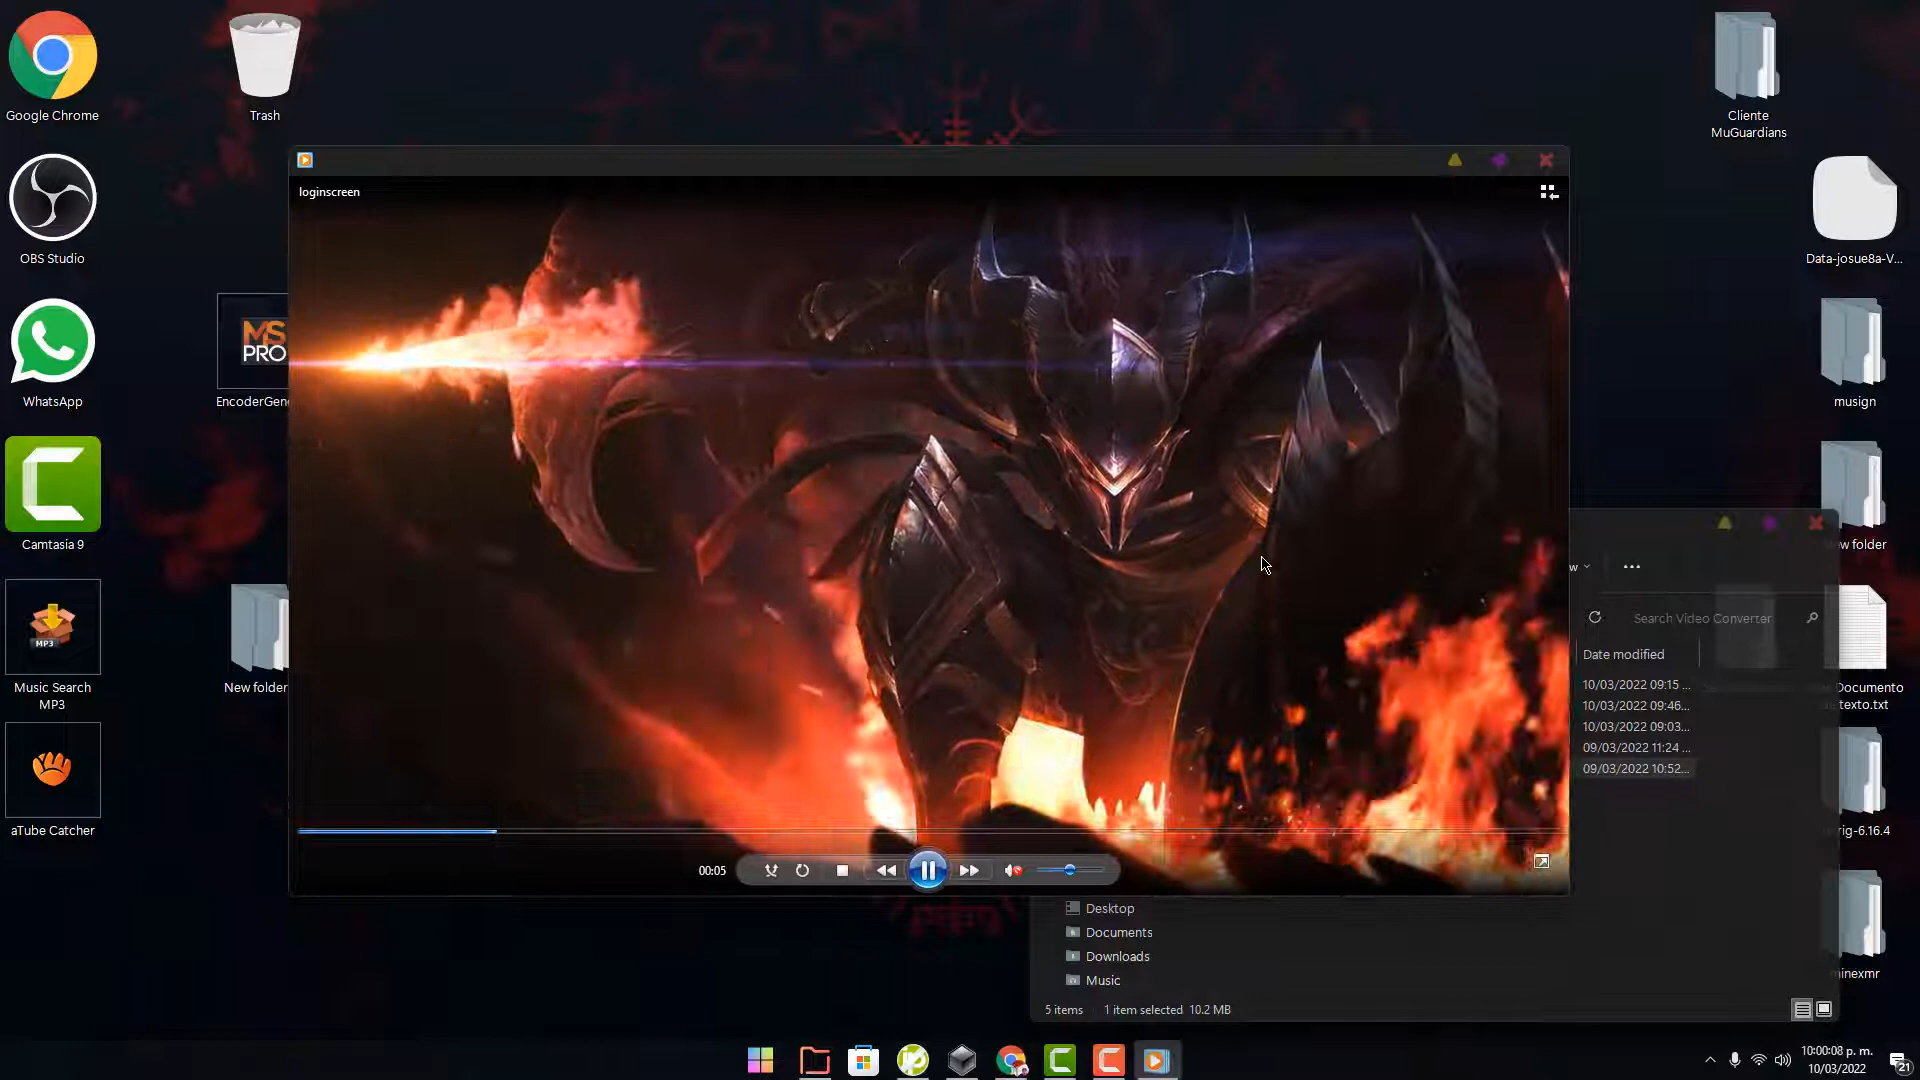 Google Chrome
Trash
Cliente
MuGuardians
OBS Studio
Data-josue8a-V...
WhatsApp
MS
PRO
EncoderGen
musign
Camtasia 9
w folder
MP3
Music Search
MP3
New folder
Documento
texto.txt
aTube Catcher
rig-6.16.4
minexmr
loginscreen
00:05
w
Search Video Converter
Date modified
10/03/2022 09:15 ...
10/03/2022 09:46...
10/03/2022 09:03...
09/03/2022 11:24 ...
09/03/2022 10:52...
Desktop
Documents
Downloads
Music
5 items
1 item selected 10.2 MB
10:00:08 p. m.
10/03/2022
21